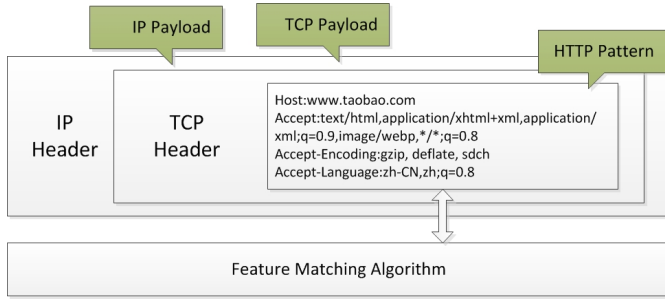 IP Payload
TCP Payload
HTTP Pattern
IP
Header
TCP
Header
Host:www.taobao.com
Accept:text/html,application/xhtml+xml,application/
xml;q=0.9,image/webp,*/*;q=0.8
Accept-Encoding:gzip, deflate, sdch
Accept-Language:zh-CN,zh;q=0.8
Feature Matching Algorithm